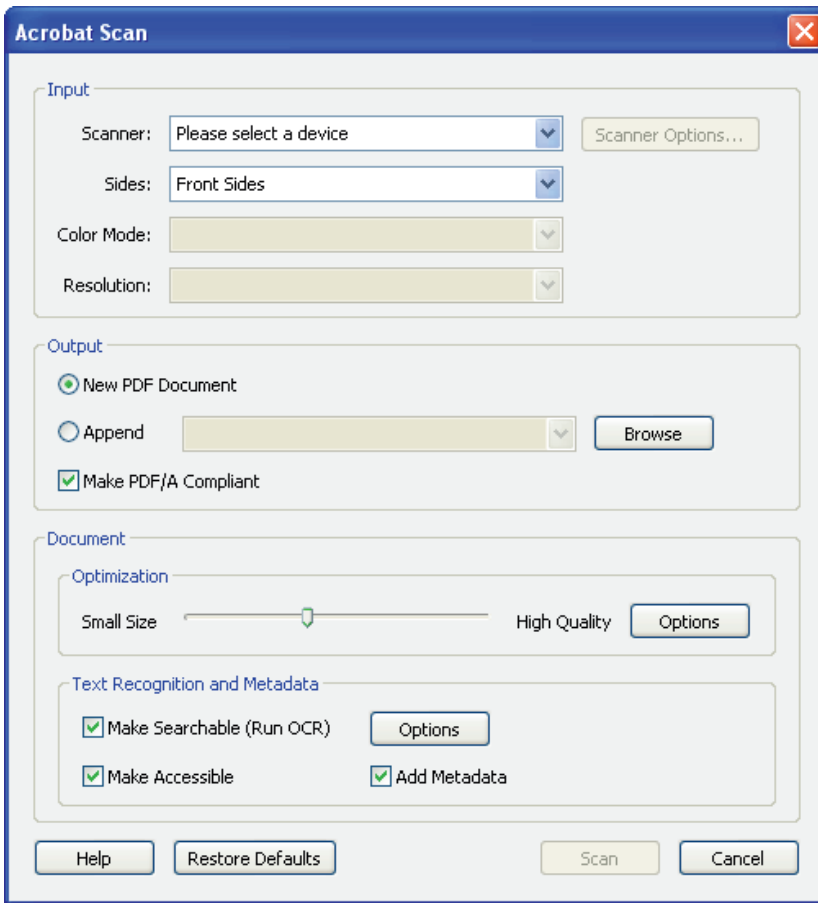 Acrobat Scan
Input
Scanner: Please select a device Scanner Options...
Sides: Front Sides
Color Mode:
Resolution:
Output
New PDF Document
Append Browse
Make PDF/A Compliant
Document
Optimization
Small Size High Quality Options
Text Recognition and Metadata
Make Searchable (Run OCR) Options
Make Accessible Add Metadata
Help Restore Defaults Scan Cancel